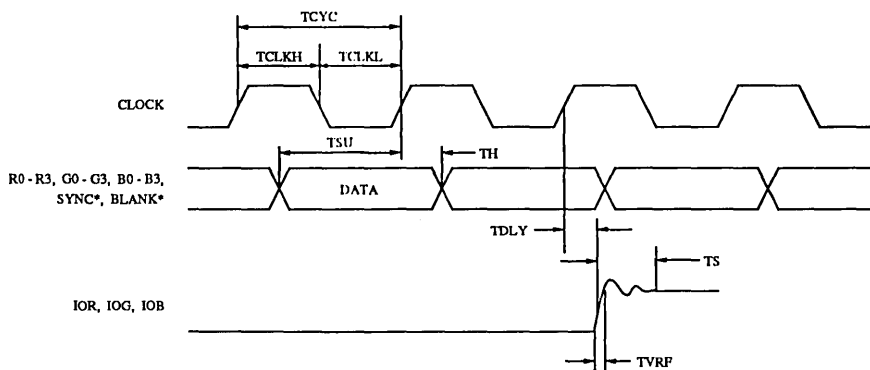 TCYC
TCLKH
TCLKL
CLOCK
TSU
TH
R0 - R3, G0 - G3, B0 - B3,
SYNC*, BLANK*
DATA
TDLY
TS
IOR, IOG, IOB
TVRF